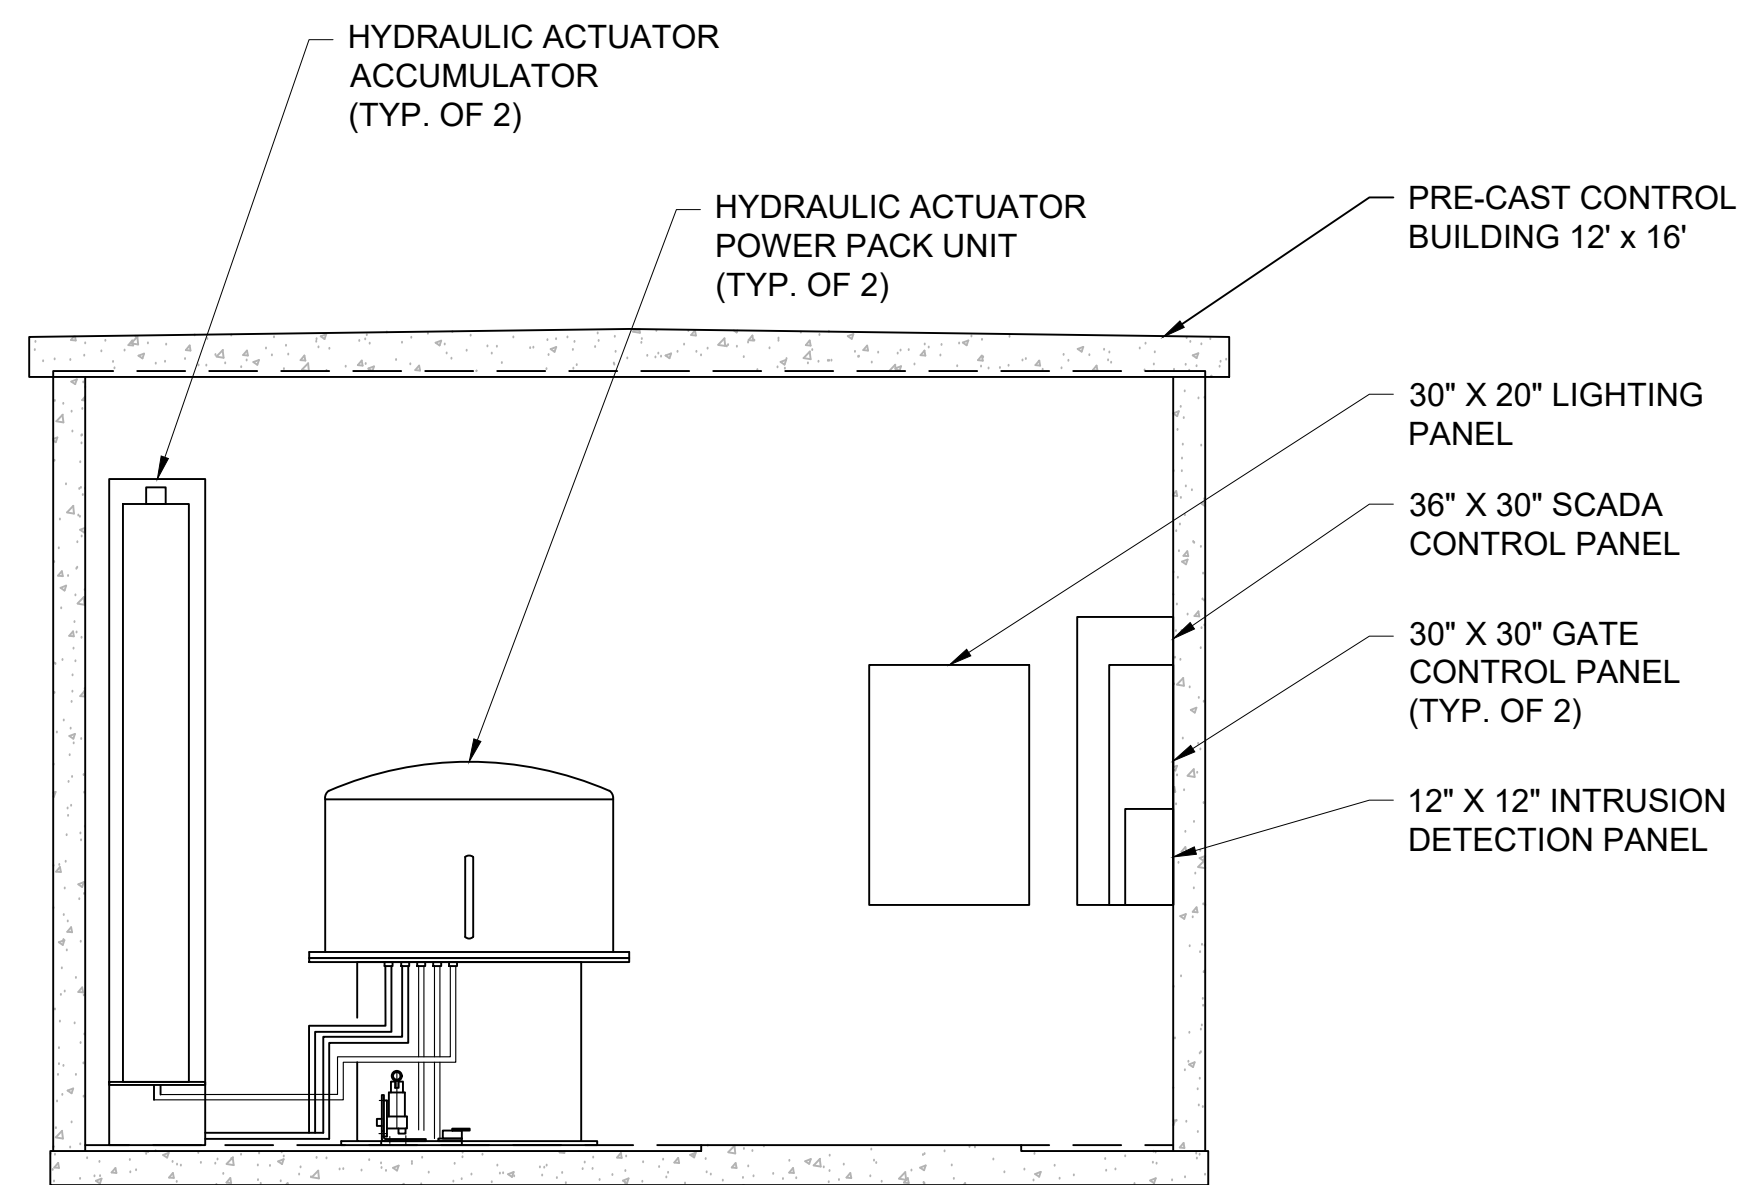 HYDRAULIC ACTUATOR
ACCUMULATOR
(TYP. OF 2)
HYDRAULIC ACTUATOR
POWER PACK UNIT
(TYP. OF 2)
PRE-CAST CONTROL
BUILDING 12' x 16'
30" X 20" LIGHTING
PANEL
36" X 30" SCADA
CONTROL PANEL
30" X 30" GATE
CONTROL PANEL
(TYP. OF 2)
12" X 12" INTRUSION
DETECTION PANEL